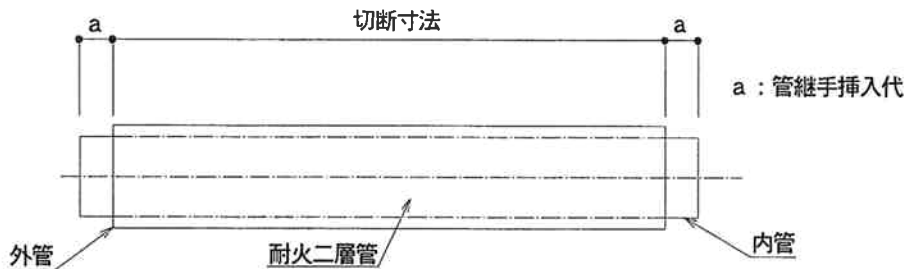 a
切断寸法
a
a：管継手挿入代
外管
耐火二層管
内管